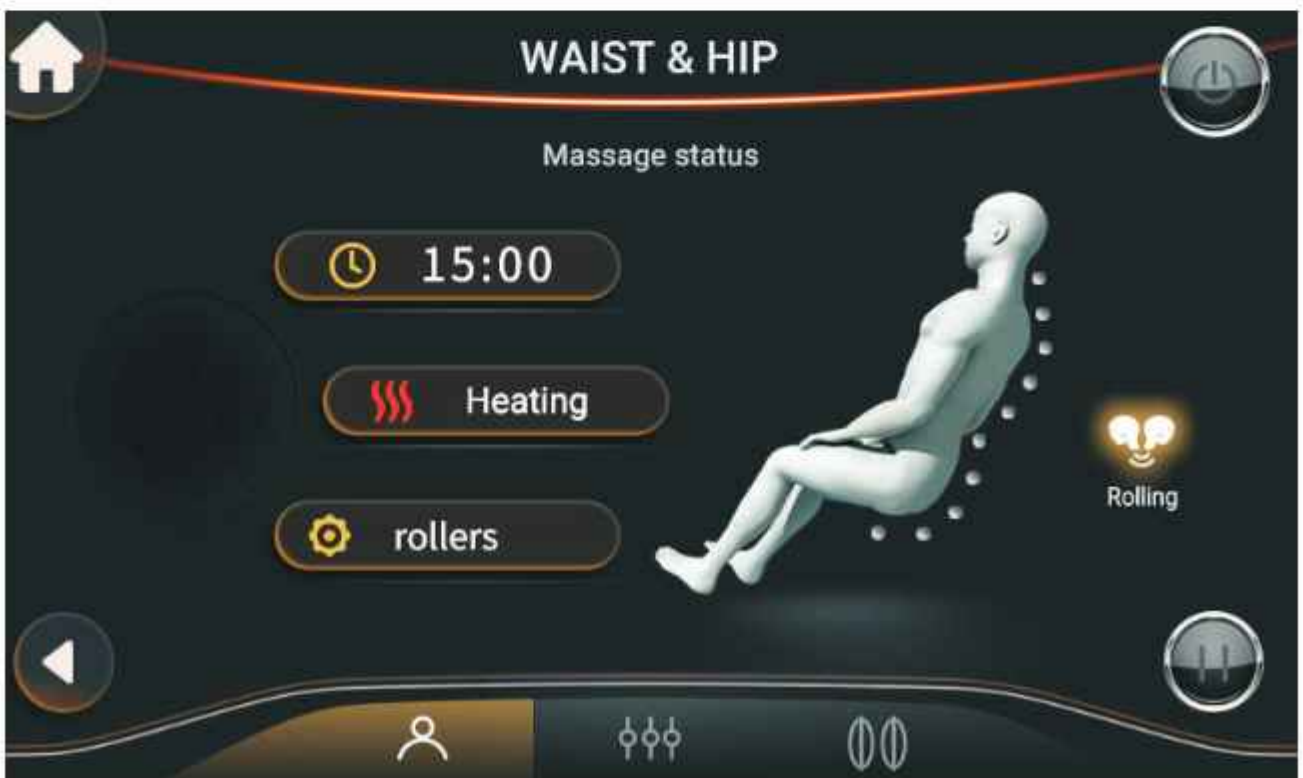 WAIST & HIP
Massage status
15:00
Heating
Rolling
rollers